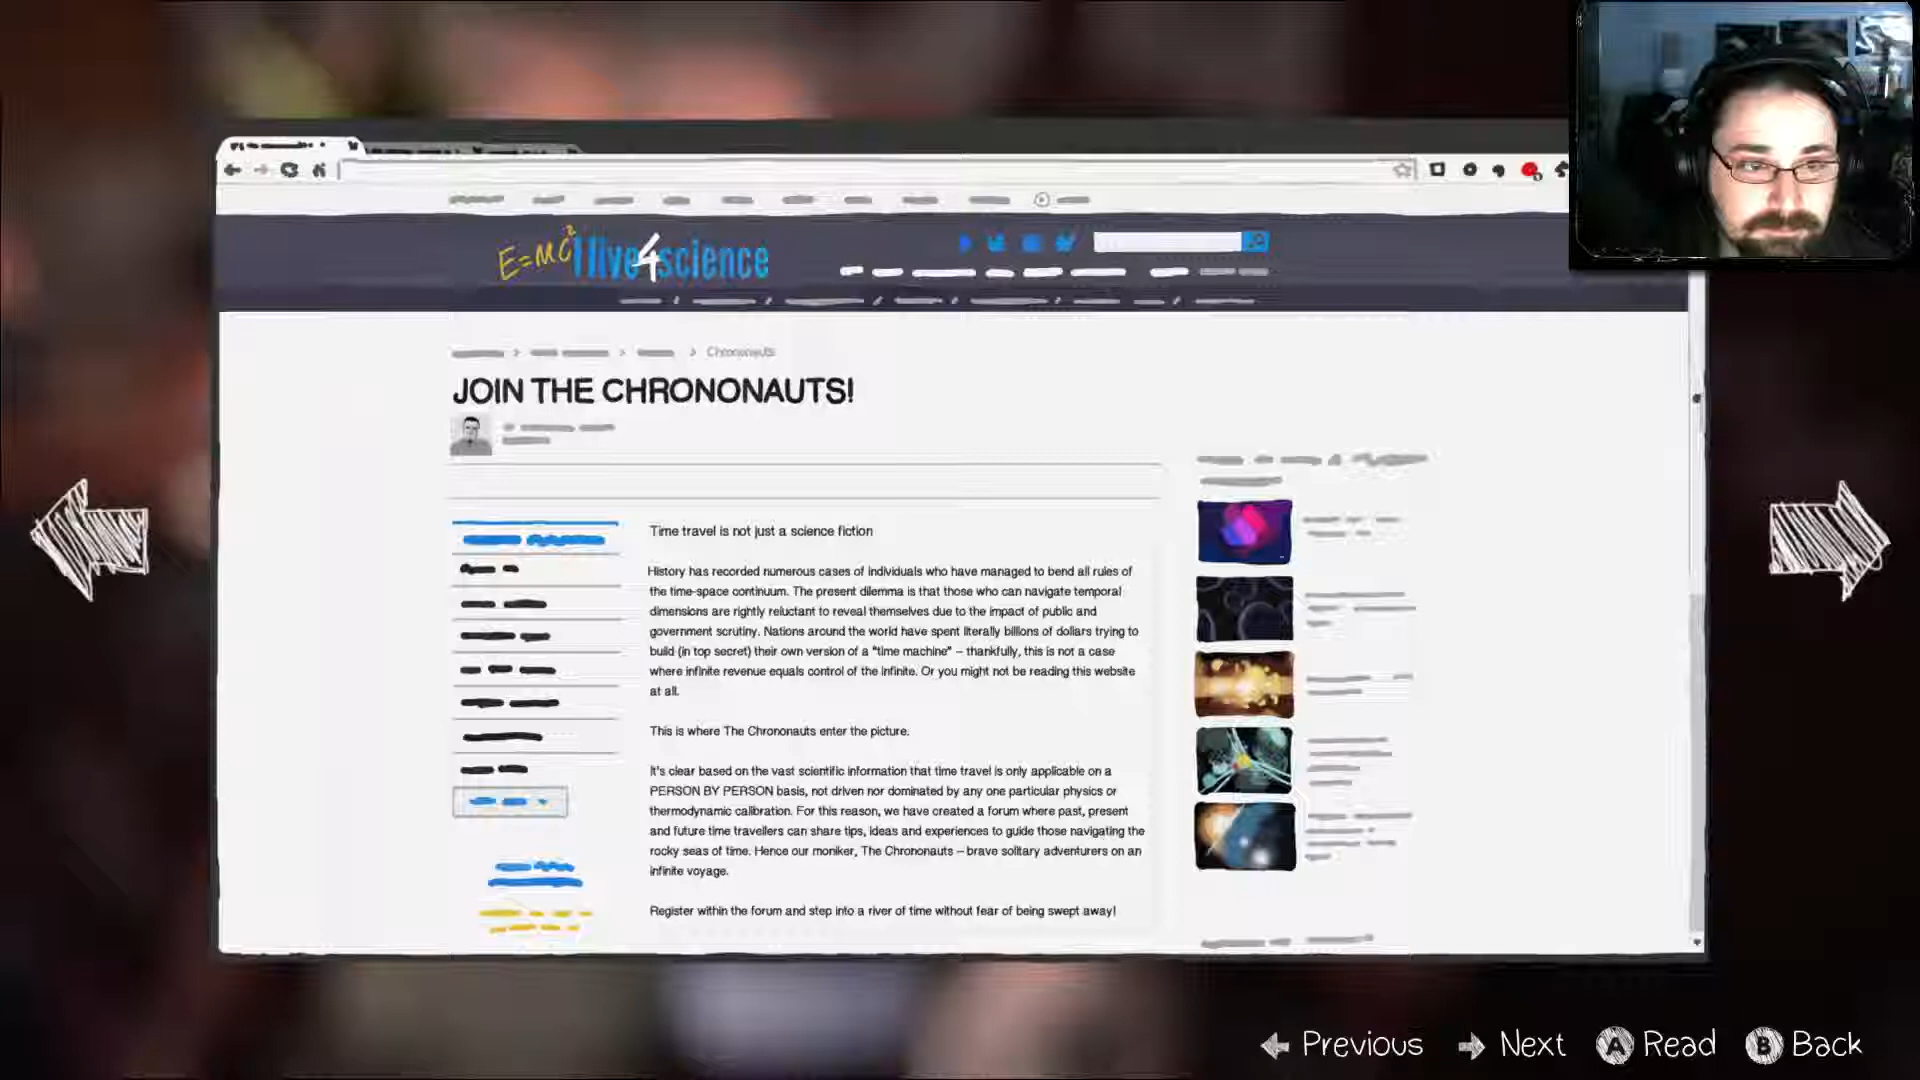 E=MC² I live 4 science
Chrononauts
JOIN THE CHRONONAUTS!
Time travel is not just a science fiction
History has recorded numerous cases of individuals who have managed to bend all rules of
the time-space continuum. The present dilemma is that those who can navigate temporal
dimensions are rightly reluctant to reveal themselves due to the impact of public and
government scrutiny. Nations around the world have spent literally billions of dollars trying to
build (in top secret) their own version of a "time machine" – thankfully, this is not a case
where infinite revenue equals control of the infinite. Or you might not be reading this website
at all.
This is where The Chrononauts enter the picture.
It's clear based on the vast scientific information that time travel is only applicable on a
PERSON BY PERSON basis, not driven nor dominated by any one particular physics or
thermodynamic calibration. For this reason, we have created a forum where past, present
and future time travellers can share tips, ideas and experiences to guide those navigating the
rocky seas of time. Hence our moniker, The Chrononauts – brave solitary adventurers on an
infinite voyage.
Register within the forum and step into a river of time without fear of being swept away!
Previous Next A Read B Back